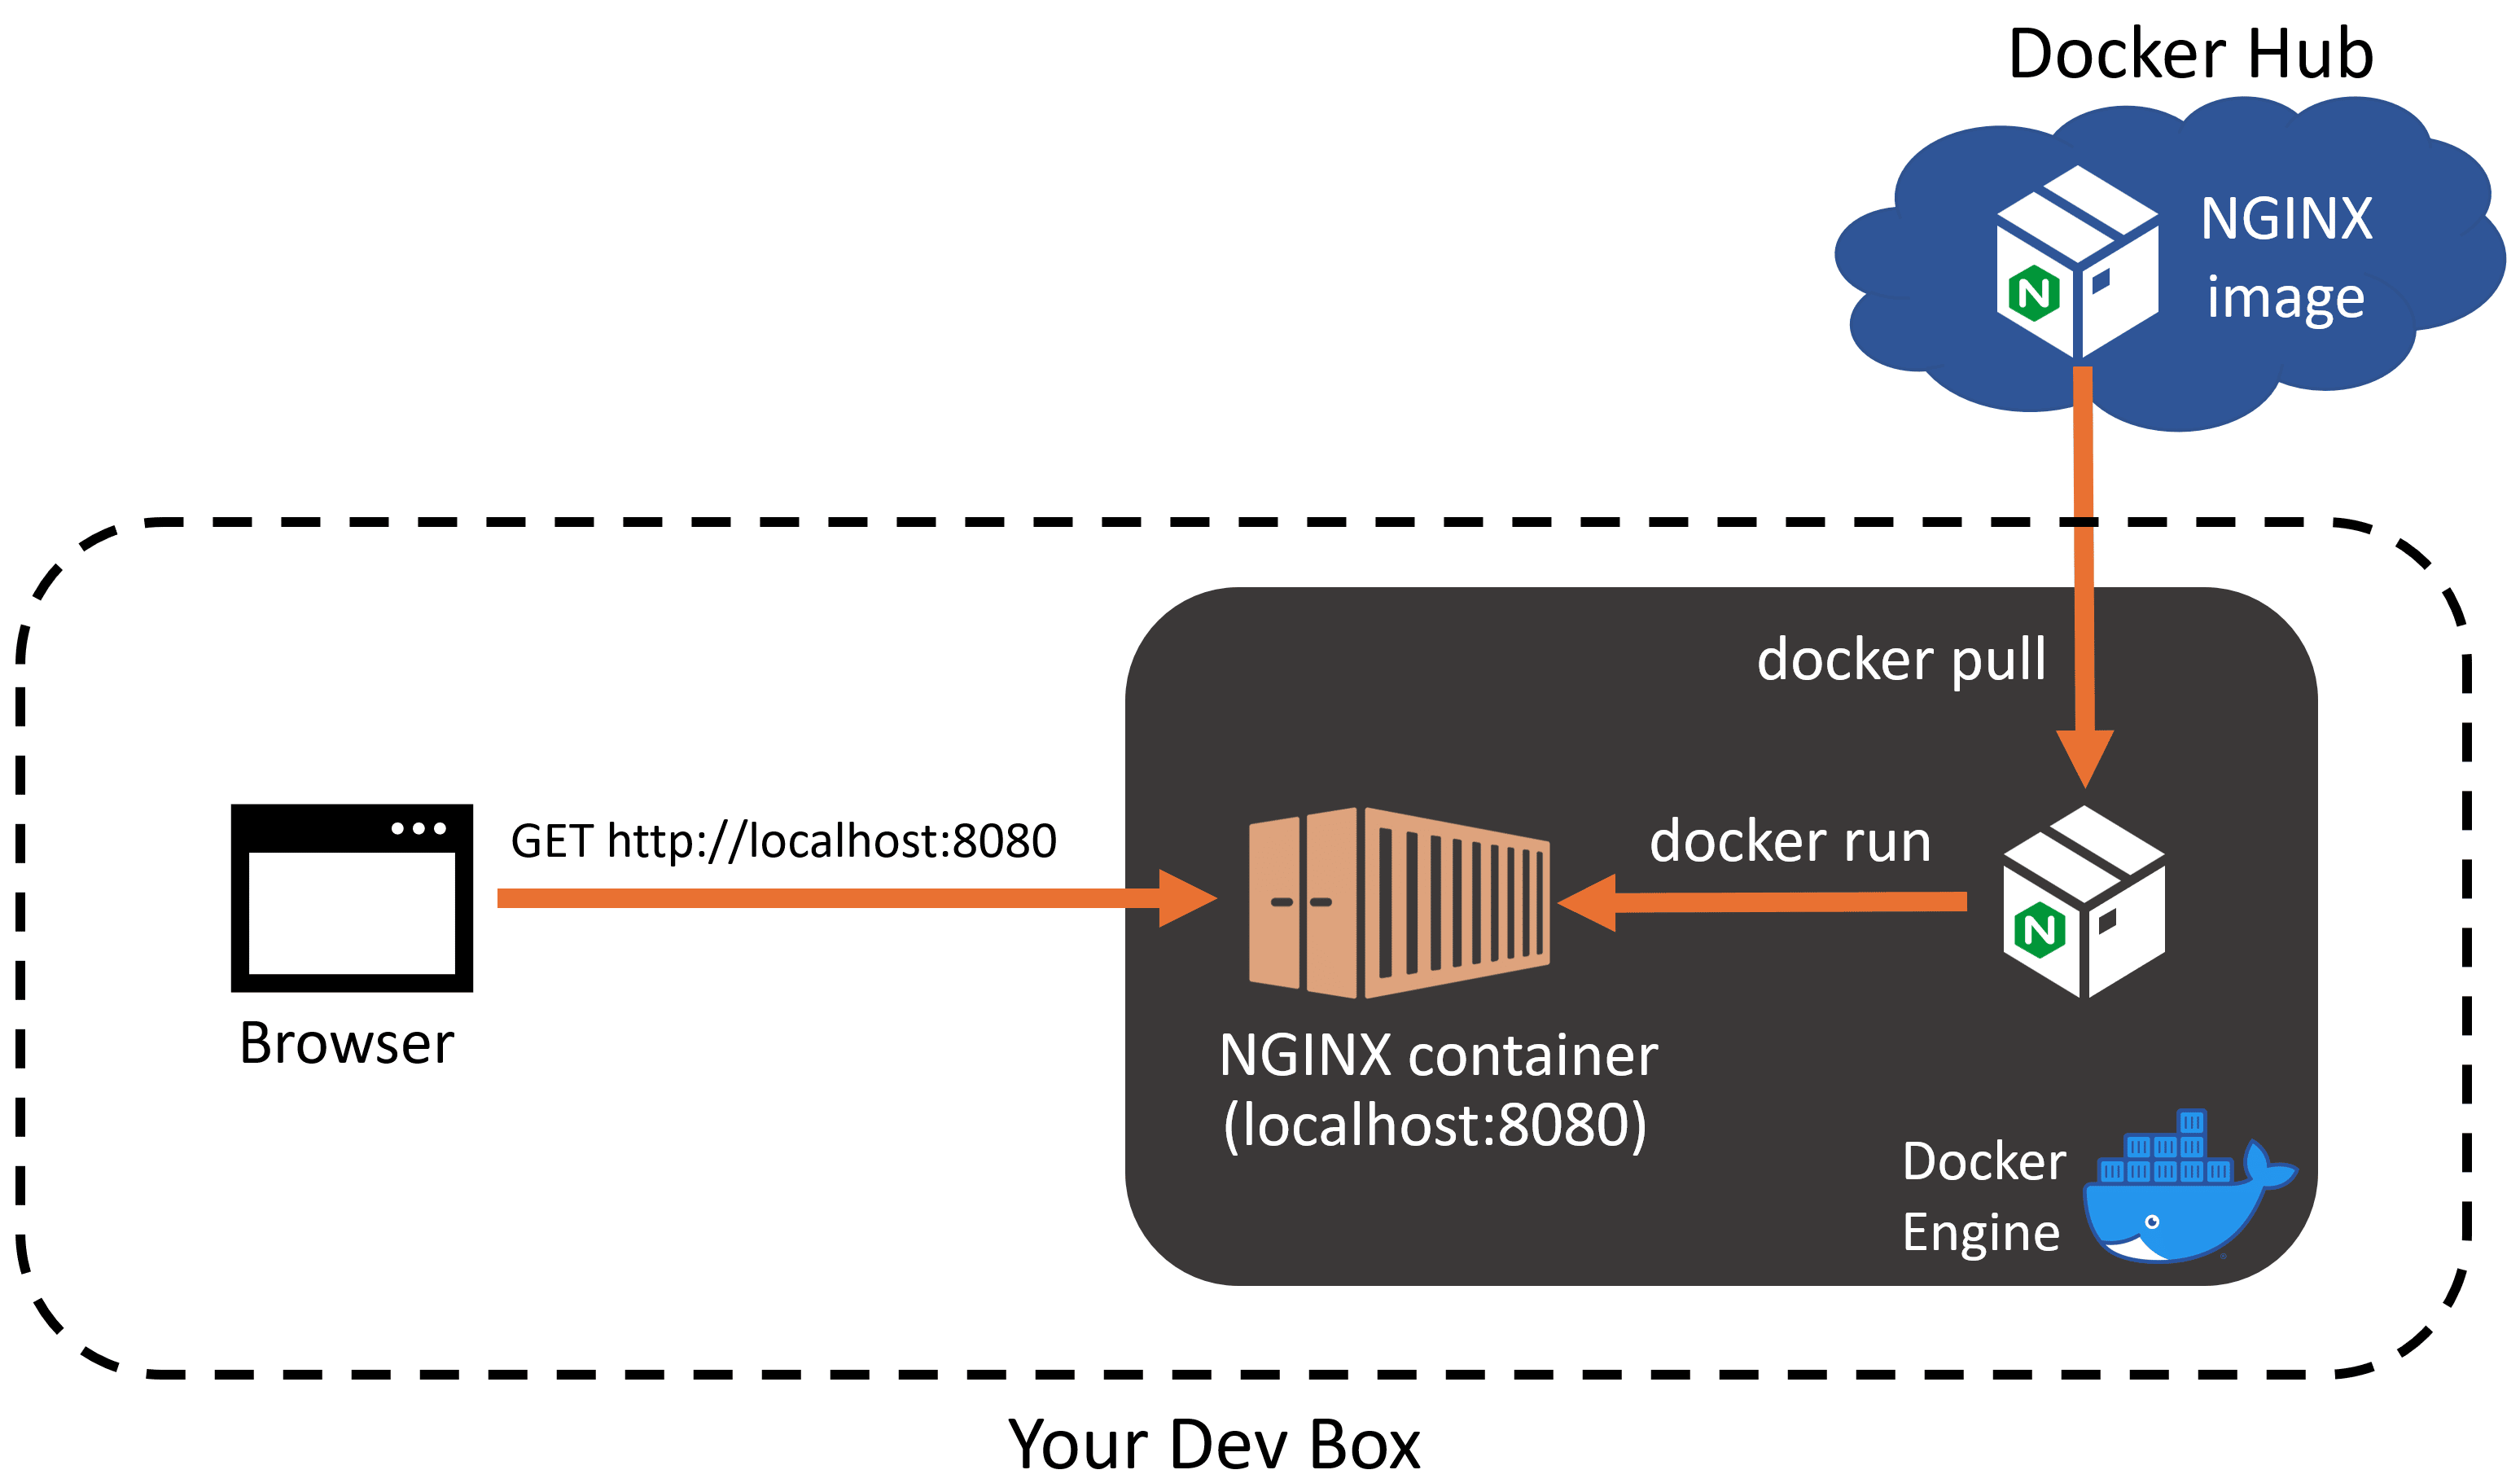 Docker Hub
NGINX
image
N
docker pull
GET http://localhost:8080
docker run
N
Browser
NGINX container
(localhost:8080)
Docker
Engine
Your Dev Box